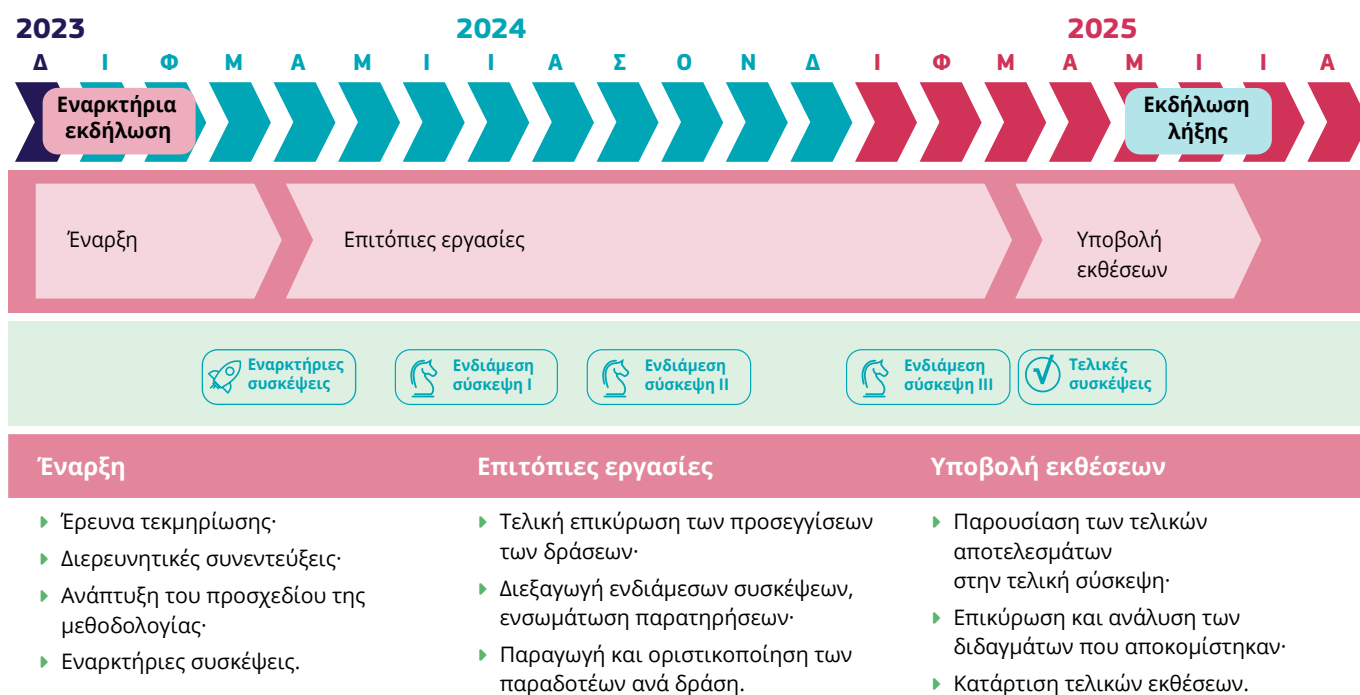 2023 2024 2025
Δ Ι Φ Μ Α Μ Ι Ι Α Σ Ο Ν Δ Ι Φ Μ Α Μ Ι Ι Α
Εναρκτήρια
εκδήλωση
Εκδήλωση
λήξης
Έναρξη
Επιτόπιες εργασίες
Υποβολή
εκθέσεων
Εναρκτήριες
συσκέψεις
Ενδιάμεση
σύσκεψη I
Ενδιάμεση
σύσκεψη II
Ενδιάμεση
σύσκεψη III
Τελικές
συσκέψεις
Έναρξη
Έρευνα τεκμηρίωσης·
Διερευνητικές συνεντεύξεις·
Ανάπτυξη του προσχεδίου της
μεθοδολογίας·
Εναρκτήριες συσκέψεις.
Επιτόπιες εργασίες
Τελική επικύρωση των προσεγγίσεων
των δράσεων·
Διεξαγωγή ενδιάμεσων συσκέψεων,
ενσωμάτωση παρατηρήσεων·
Παραγωγή και οριστικοποίηση των
παραδοτέων ανά δράση.
Υποβολή εκθέσεων
Παρουσίαση των τελικών
αποτελεσμάτων
στην τελική σύσκεψη·
Επικύρωση και ανάλυση των
διδαγμάτων που αποκομίστηκαν·
Κατάρτιση τελικών εκθέσεων.